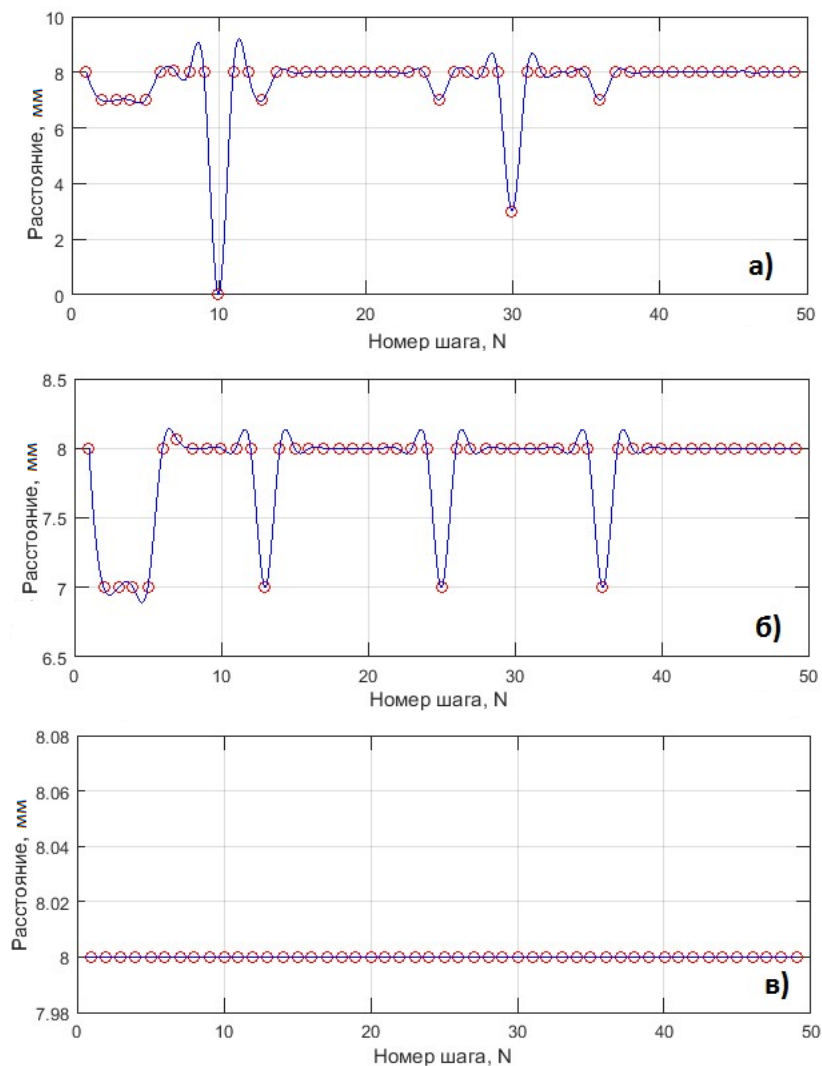 10
8
6
4
2
0
Расстояние, мм
а)
0 10 20 30 40 50
Номер шага, N
8.5
8
7.5
7
6.5
Расстояние, мм
б)
0 10 20 30 40 50
Номер шага, N
8.08
8.06
8.04
8.02
8
7.98
Расстояние, мм
в)
0 10 20 30 40 50
Номер шага, N